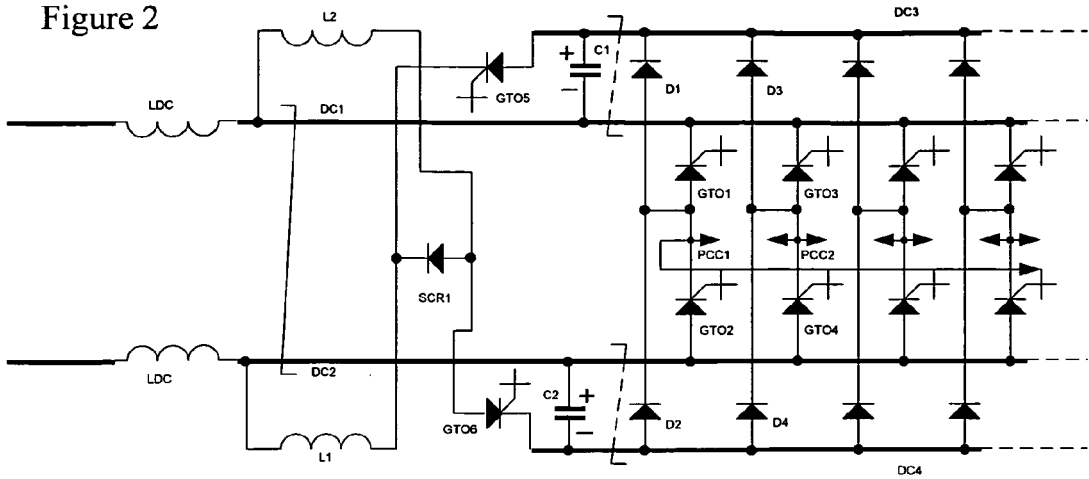 Figure 2
L2
DC3
C1
+
−
GTO5
D1
D3
LDC
DC1
GTO1
GTO3
PCC1
PCC2
SCR1
GTO2
GTO4
LDC
DC2
C2
+
−
GTO6
D2
D4
L1
DC4